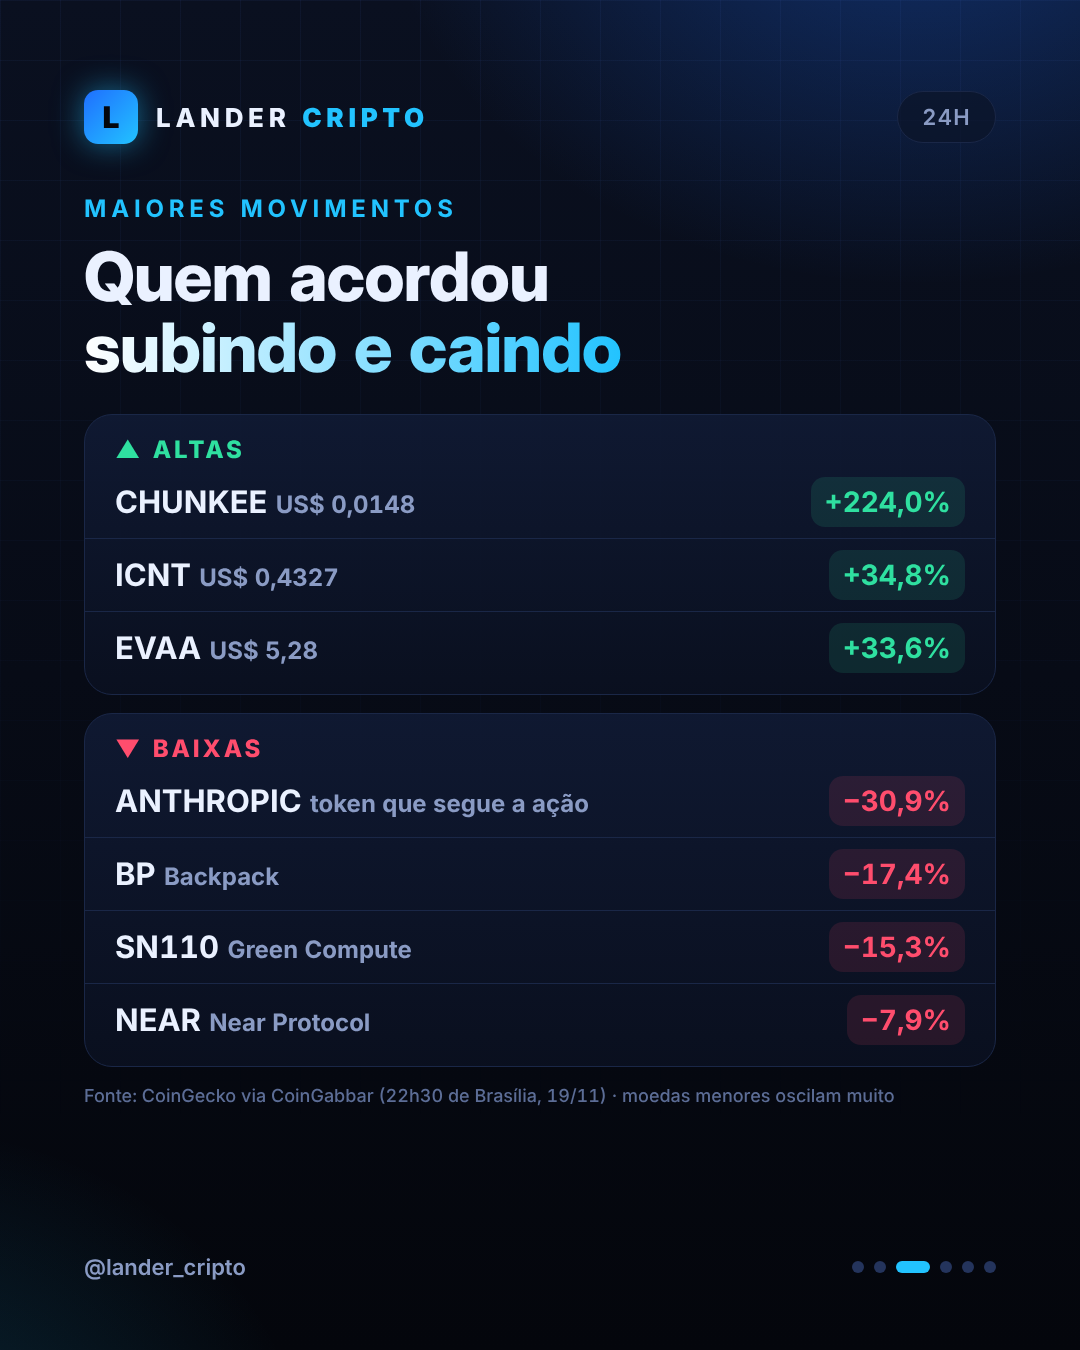 L LANDER CRIPTO 24H
MAIORES MOVIMENTOS
Quem acordou
subindo e caindo
▲ ALTAS
CHUNKEE US$ 0,0148 +224,0%
ICNT US$ 0,4327 +34,8%
EVAA US$ 5,28 +33,6%
▼ BAIXAS
ANTHROPIC token que segue a ação −30,9%
BP Backpack −17,4%
SN110 Green Compute −15,3%
NEAR Near Protocol −7,9%
Fonte: CoinGecko via CoinGabbar (22h30 de Brasília, 19/11) · moedas menores oscilam muito
@lander_cripto